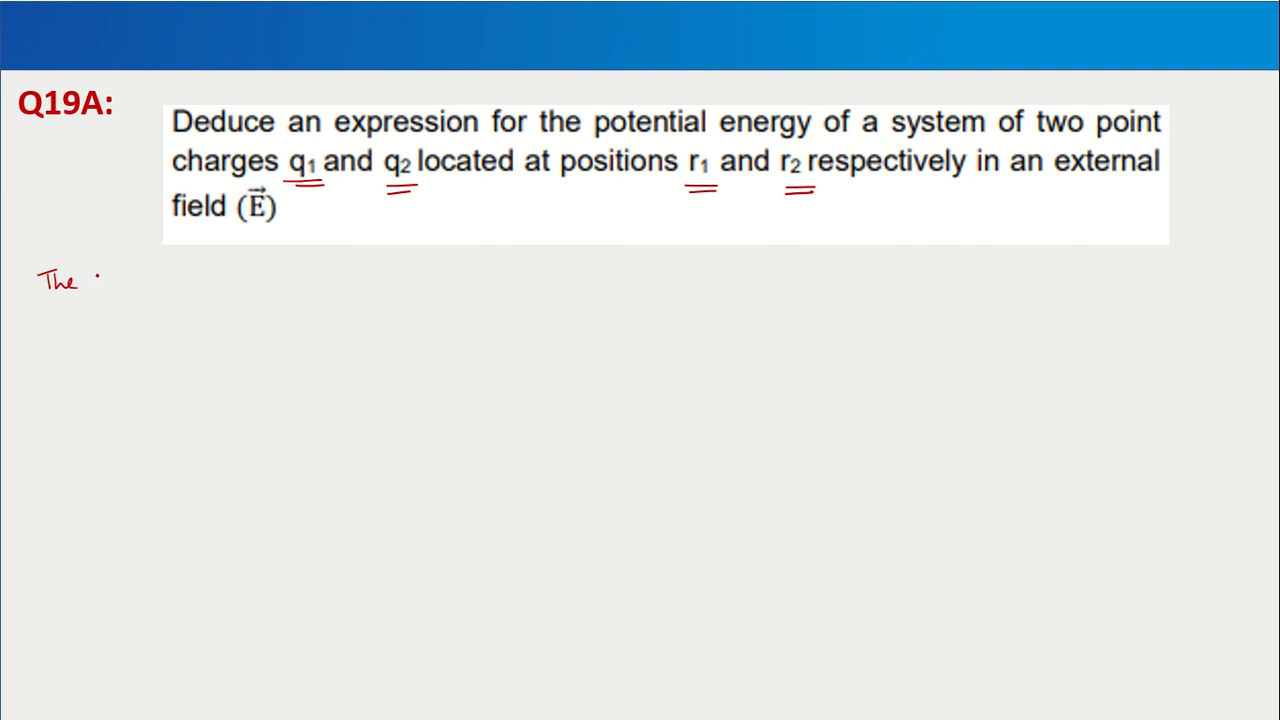 Q19A:
Deduce an expression for the potential energy of a system of two point
charges q₁ and q₂ located at positions r₁ and r₂ respectively in an external
field (E⃗)
The